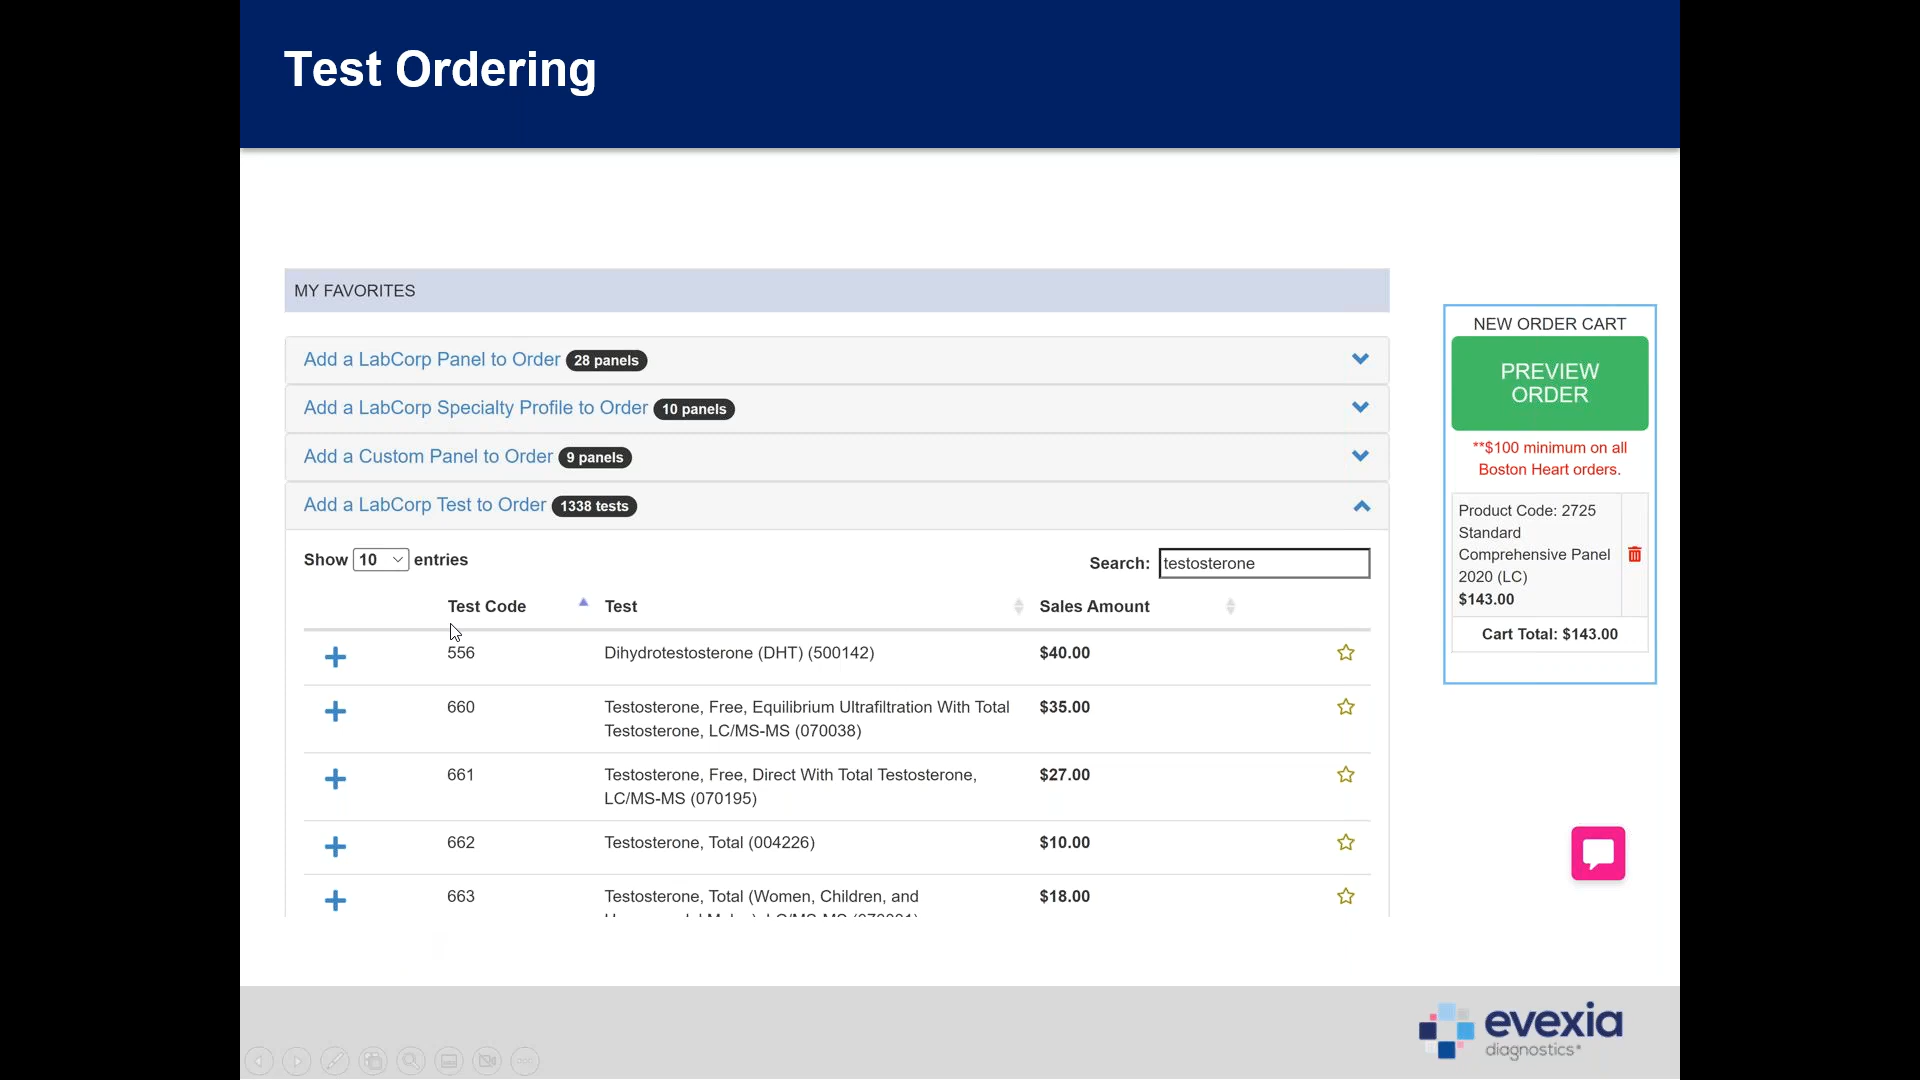 Test Ordering
MY FAVORITES
Add a LabCorp Panel to Order 28 panels
Add a LabCorp Specialty Profile to Order 10 panels
Add a Custom Panel to Order 9 panels
Add a LabCorp Test to Order 1338 tests
Show 10 entries
Search: testosterone
Test Code Test Sales Amount
556 Dihydrotestosterone (DHT) (500142) $40.00
660 Testosterone, Free, Equilibrium Ultrafiltration With Total $35.00
Testosterone, LC/MS-MS (070038)
661 Testosterone, Free, Direct With Total Testosterone, $27.00
LC/MS-MS (070195)
662 Testosterone, Total (004226) $10.00
663 Testosterone, Total (Women, Children, and $18.00
NEW ORDER CART
PREVIEW
ORDER
**$100 minimum on all
Boston Heart orders.
Product Code: 2725
Standard
Comprehensive Panel
2020 (LC)
$143.00
Cart Total: $143.00
evexia
diagnostics